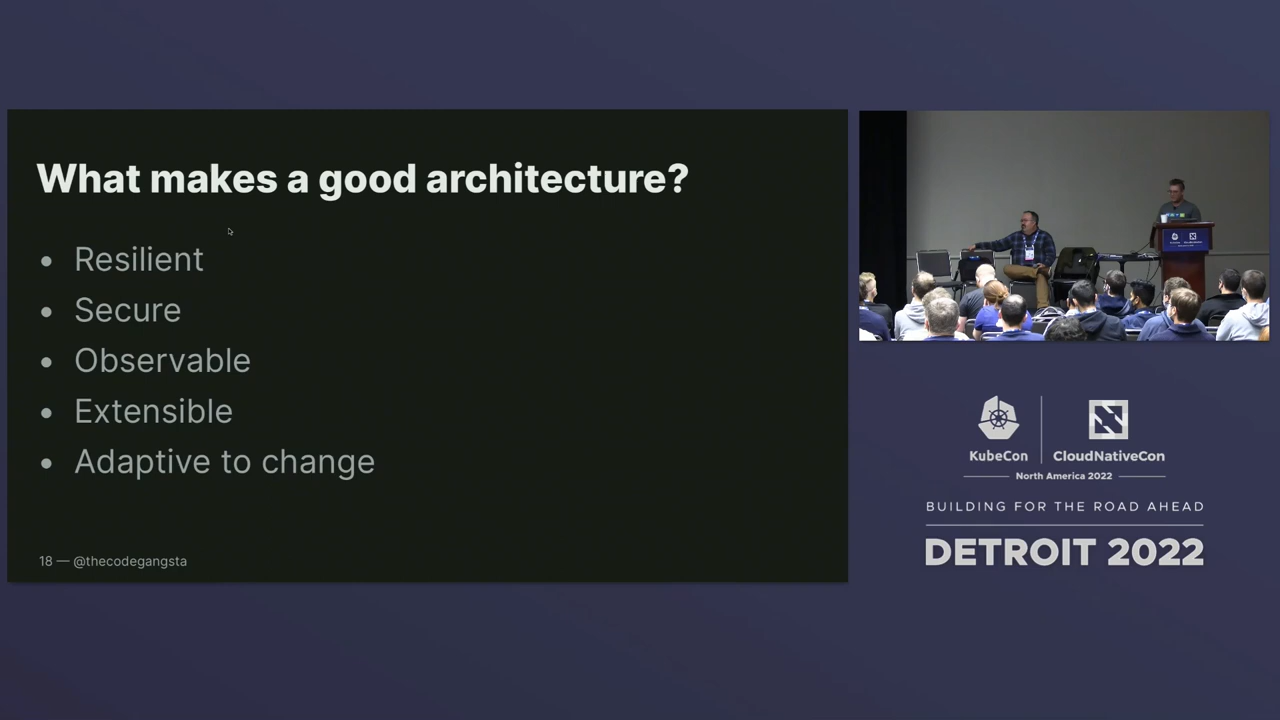 What makes a good architecture?
• Resilient
• Secure
• Observable
• Extensible
• Adaptive to change
18 — @thecodegangsta
KubeCon
CloudNativeCon
North America 2022
BUILDING FOR THE ROAD AHEAD
DETROIT 2022